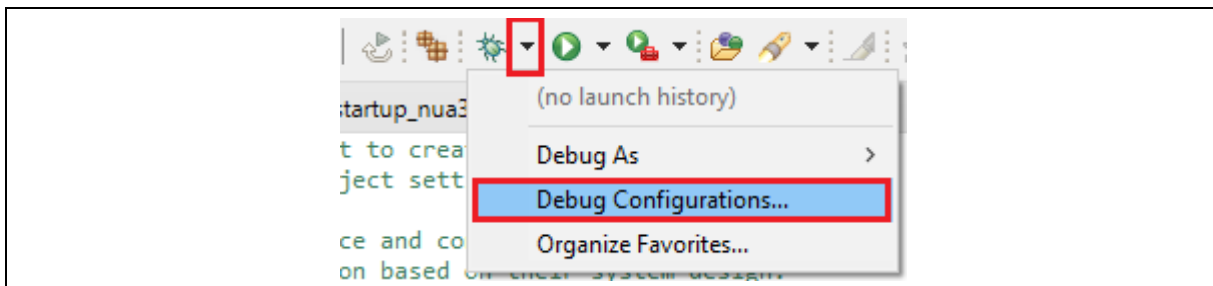 (no launch history)
startup_nua3
t to crea
Debug As
ject sett
Debug Configurations...
ce and co
Organize Favorites...
on based on their system design.